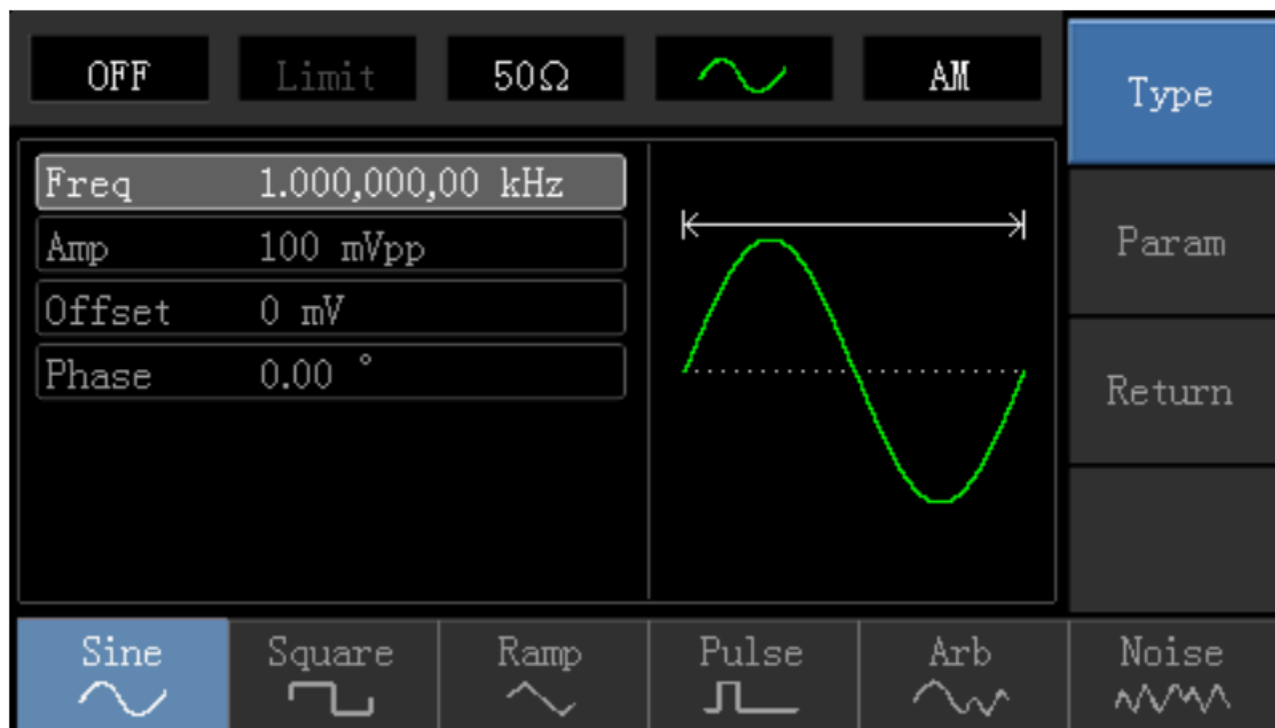 OFF Limit 50Ω AM
Type
Freq 1.000,000,00 kHz
Amp 100 mVpp
Offset 0 mV
Phase 0.00 °
Param
Return
Sine Square Ramp Pulse Arb Noise